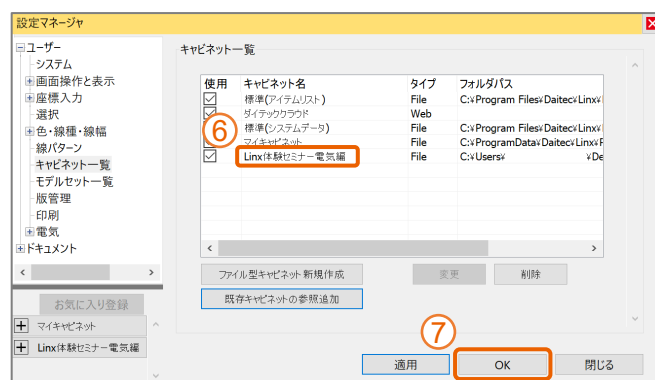 設定マネージャ
ユーザー
システム
画面操作と表示
座標入力
選択
色・線種・線幅
線パターン
キャビネット一覧
モデルセット一覧
版管理
印刷
電気
ドキュメント
お気に入り登録
マイキャビネット
Linx体験セミナー電気編
キャビネット一覧
使用 キャビネット名 タイプ フォルダパス
標準(アイテムリスト) File C:¥Program Files¥Daitec¥Linx¥
ダイテッククラウド Web
標準(システムデータ) File C:¥Program Files¥Daitec¥Linx¥
マイキャビネット File C:¥ProgramData¥Daitec¥Linx¥F
⑥
Linx体験セミナー電気編 File C:¥Users¥ ¥De
ファイル型キャビネット新規作成 変更 削除
既存キャビネットの参照追加
⑦
適用 OK 閉じる